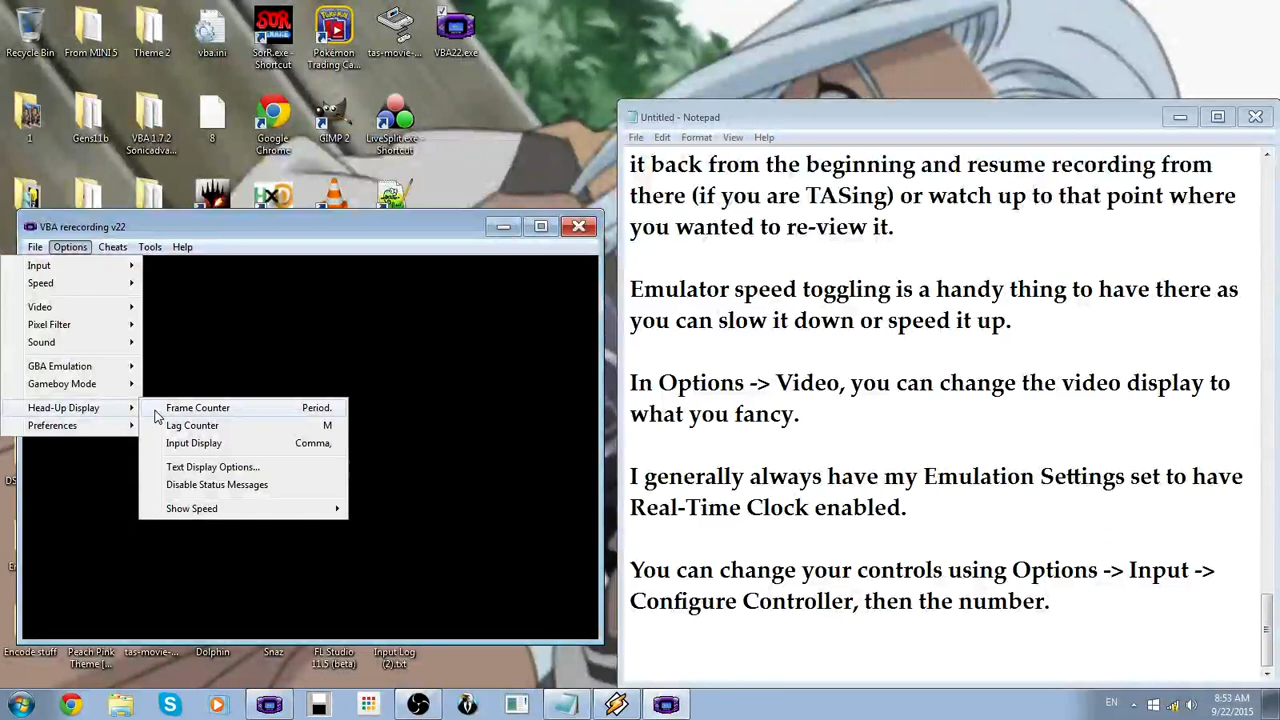 Recycle Bin
From MINI5
Theme 2
vba.ini
SorR.exe -
Shortcut
Pokemon
Trading Ca...
tas-movie-...
VBA22.exe
1
Gens11b
VBA 1.7.2
Sonicadva...
8
Google
Chrome
GIMP 2
LiveSplit.exe -
Shortcut
VBA rerecording v22
File
Options
Cheats
Tools
Help
Input
Speed
Video
Pixel Filter
Sound
GBA Emulation
Gameboy Mode
Head-Up Display
Preferences
Frame Counter Period.
Lag Counter M
Input Display Comma,
Text Display Options...
Disable Status Messages
Show Speed
Untitled - Notepad
File
Edit
Format
View
Help
it back from the beginning and resume recording from
there (if you are TASing) or watch up to that point where
you wanted to re-view it.
Emulator speed toggling is a handy thing to have there as
you can slow it down or speed it up.
In Options -> Video, you can change the video display to
what you fancy.
I generally always have my Emulation Settings set to have
Real-Time Clock enabled.
You can change your controls using Options -> Input ->
Configure Controller, then the number.
Encode stuff
Peach Pink
Theme [...
tas-movie-...
Dolphin
Snaz
FL Studio
11.5 (beta)
Input Log
(2).txt
EN
8:53 AM
9/22/2015